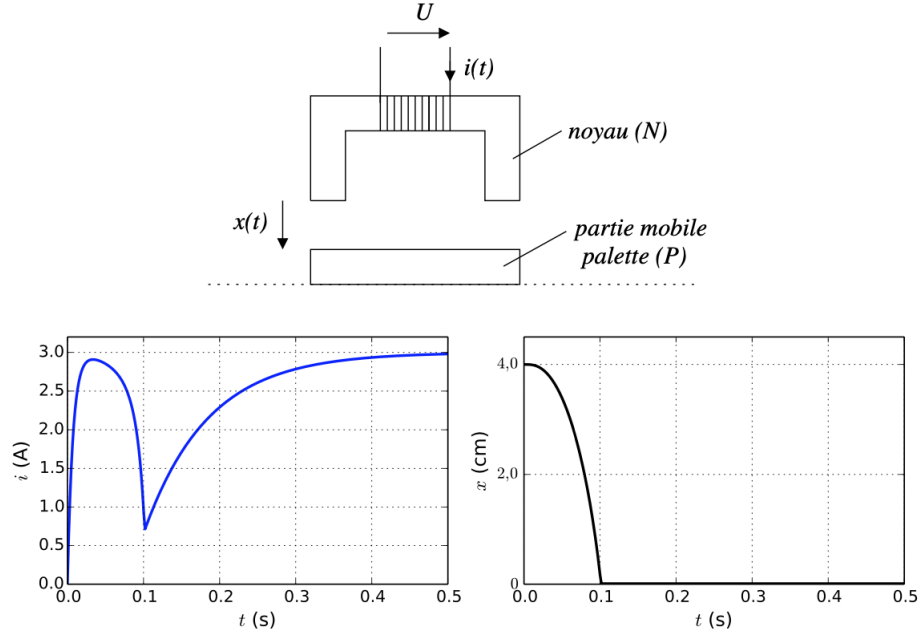 U
i(t)
noyau (N)
x(t)
partie mobile
palette (P)
3.0
2.5
2.0
1.5
1.0
0.5
0.0
i (A)
0.0 0.1 0.2 0.3 0.4 0.5
t (s)
4.0
2.0
0
x (cm)
0.0 0.1 0.2 0.3 0.4 0.5
t (s)